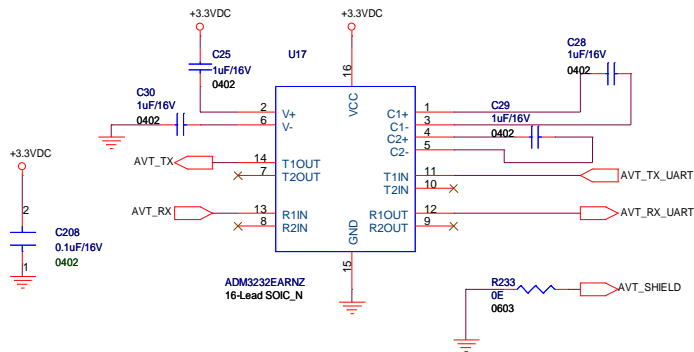 +3.3VDC
+3.3VDC
C25
1uF/16V
0402
U17
C28
1uF/16V
0402
C30
1uF/16V
0402
16
VCC
C29
1uF/16V
0402
2
V+
6
V-
C1+
1
C1-
3
C2+
4
C2-
5
+3.3VDC
AVT_TX
14
T1OUT
7
T2OUT
T1IN
11
T2IN
10
AVT_TX_UART
AVT_RX
13
R1IN
8
R2IN
R1OUT
12
R2OUT
9
AVT_RX_UART
2
C208
0.1uF/16V
0402
1
GND
15
ADM3232EARNZ
16-Lead SOIC_N
R233
0E
0603
AVT_SHIELD